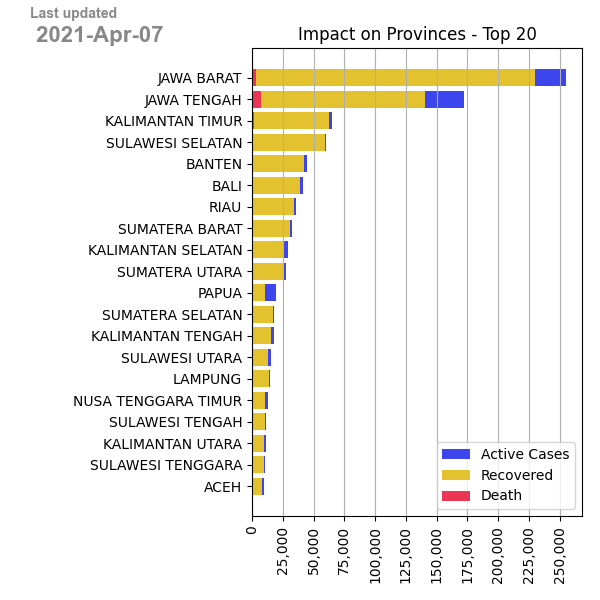 Last updated
2021-Apr-07
Impact on Provinces - Top 20
JAWA BARAT
JAWA TENGAH
KALIMANTAN TIMUR
SULAWESI SELATAN
BANTEN
BALI
RIAU
SUMATERA BARAT
KALIMANTAN SELATAN
SUMATERA UTARA
PAPUA
SUMATERA SELATAN
KALIMANTAN TENGAH
SULAWESI UTARA
LAMPUNG
NUSA TENGGARA TIMUR
SULAWESI TENGAH
KALIMANTAN UTARA
SULAWESI TENGGARA
ACEH
Active Cases
Recovered
Death
0
25,000
50,000
75,000
100,000
125,000
150,000
175,000
200,000
225,000
250,000